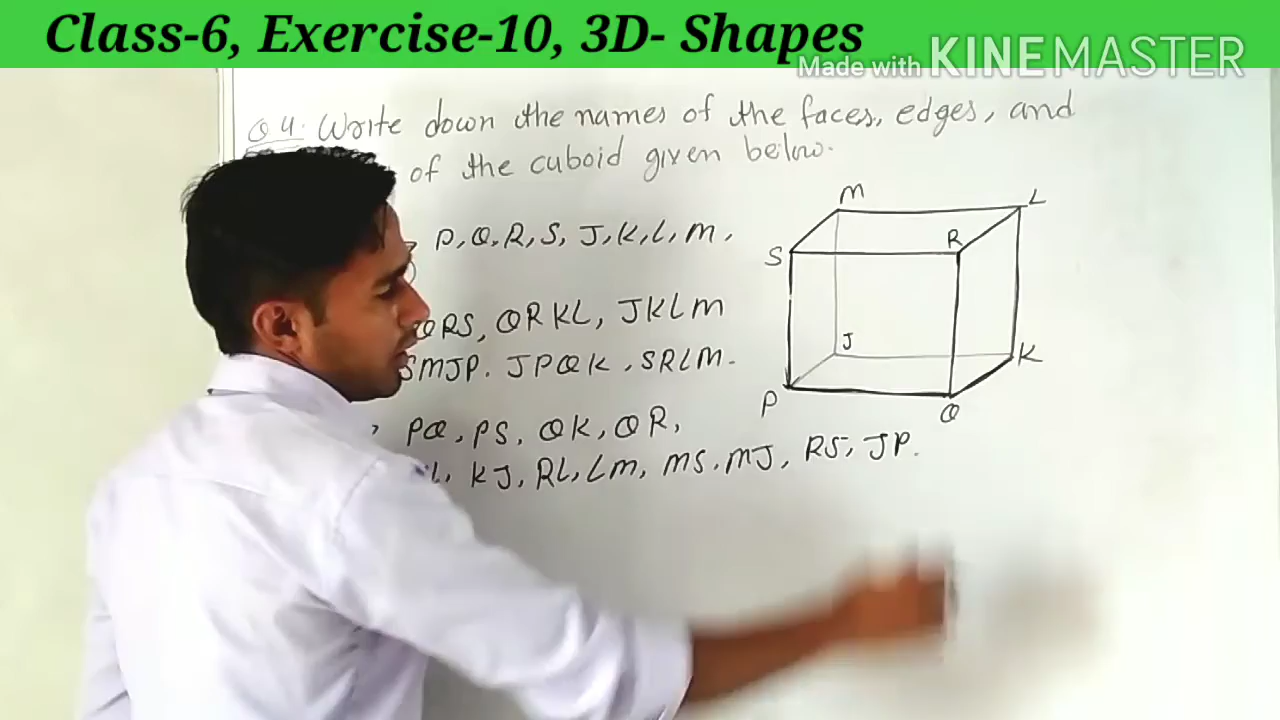 Class-6, Exercise-10, 3D- Shapes
Made with KINEMASTER
Q 4. Write down the names of the faces, edges, and
of the cuboid given below.
P, Q, R, S, J, K, L, M.
QRS, QRKL, JKLM
SMJP. JPQK, SRLM.
PQ, PS, QK, QR,
KJ, RL, LM, MS, MJ, RS, JP.
M
L
S
R
J
K
P
Q